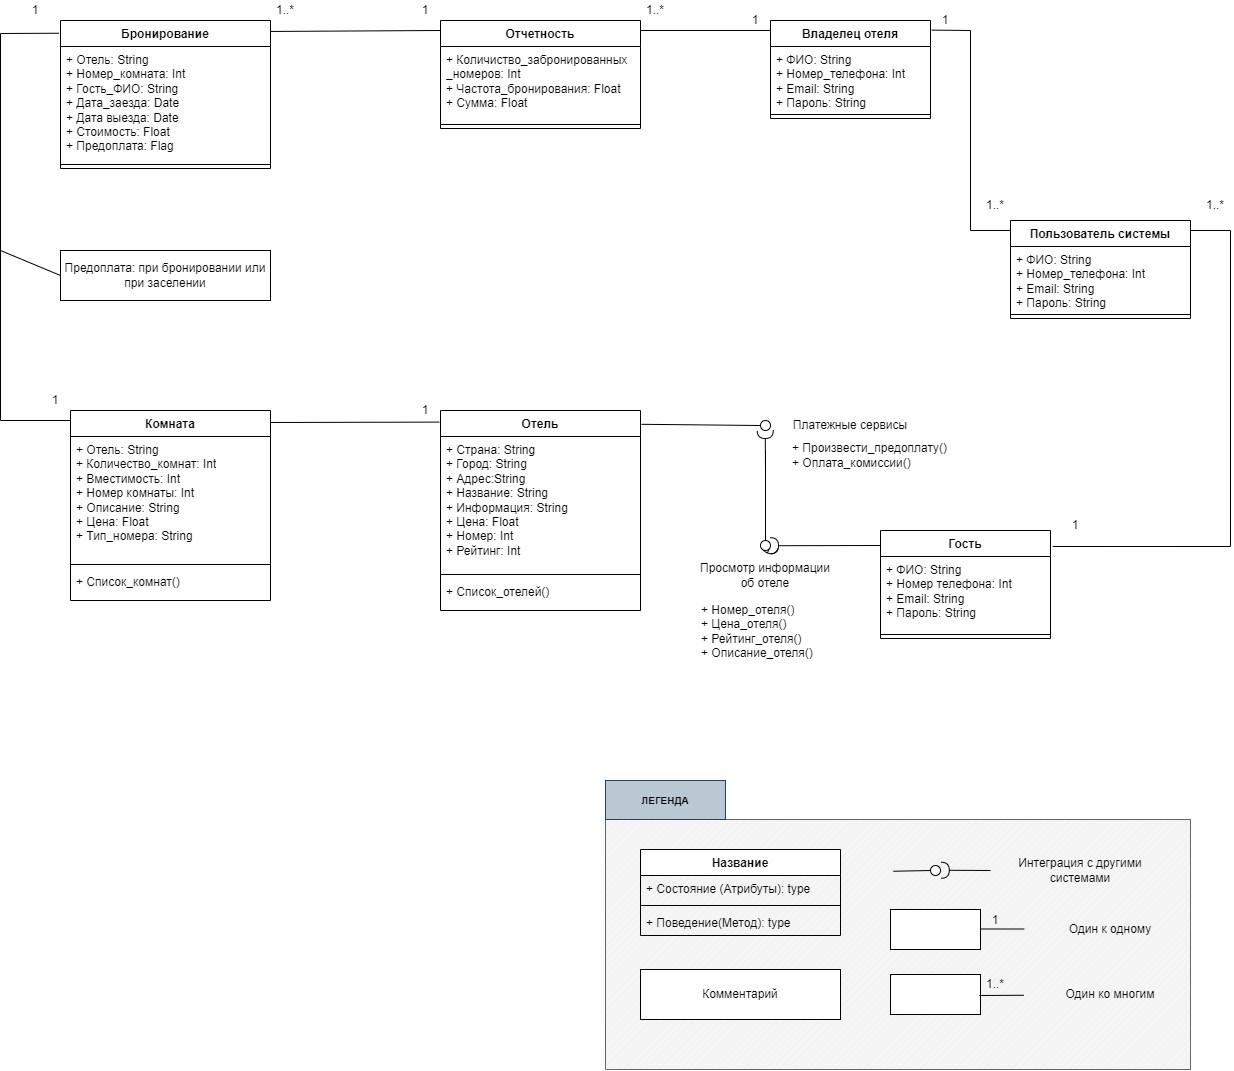 1
1..*
1
1..*
1
1
Бронирование
+ Отель: String
+ Номер_комната: Int
+ Гость_ФИО: String
+ Дата_заезда: Date
+ Дата выезда: Date
+ Стоимость: Float
+ Предоплата: Flag
Отчетность
+ Количиство_забронированных
_номеров: Int
+ Частота_бронирования: Float
+ Сумма: Float
Владелец отеля
+ ФИО: String
+ Номер_телефона: Int
+ Email: String
+ Пароль: String
1..*
1..*
Пользователь системы
+ ФИО: String
+ Номер_телефона: Int
+ Email: String
+ Пароль: String
Предоплата: при бронировании или
при заселении
1
1
Комната
+ Отель: String
+ Количество_комнат: Int
+ Вместимость: Int
+ Номер комнаты: Int
+ Описание: String
+ Цена: Float
+ Тип_номера: String
+ Список_комнат()
Отель
+ Страна: String
+ Город: String
+ Адрес:String
+ Название: String
+ Информация: String
+ Цена: Float
+ Номер: Int
+ Рейтинг: Int
+ Список_отелей()
Платежные сервисы
+ Произвести_предоплату()
+ Оплата_комиссии()
Просмотр информации
об отеле
+ Номер_отеля()
+ Цена_отеля()
+ Рейтинг_отеля()
+ Описание_отеля()
1
Гость
+ ФИО: String
+ Номер телефона: Int
+ Email: String
+ Пароль: String
ЛЕГЕНДА
Название
+ Состояние (Атрибуты): type
+ Поведение(Метод): type
Комментарий
Интеграция с другими
системами
1
Один к одному
1..*
Один ко многим